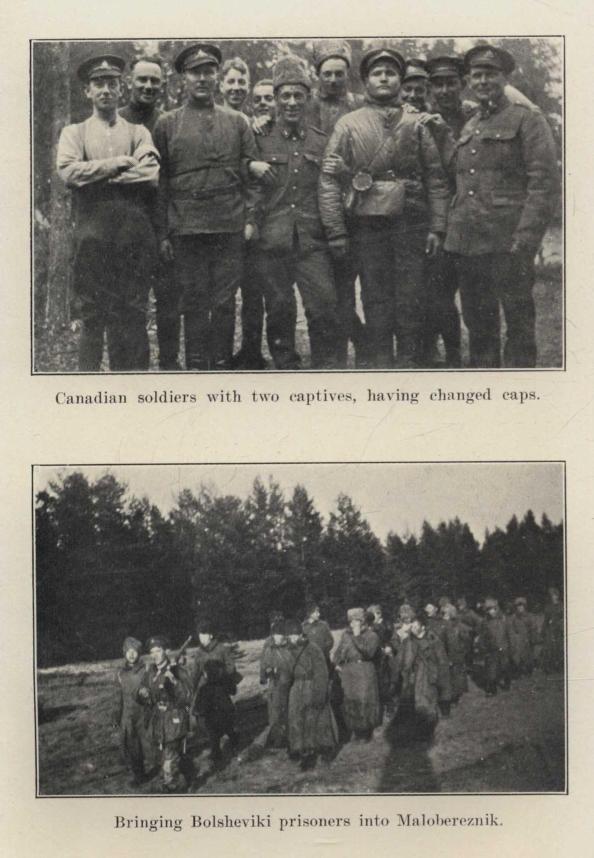 Canadian soldiers with two captives, having changed caps.
Bringing Bolsheviki prisoners into Malobereznik.